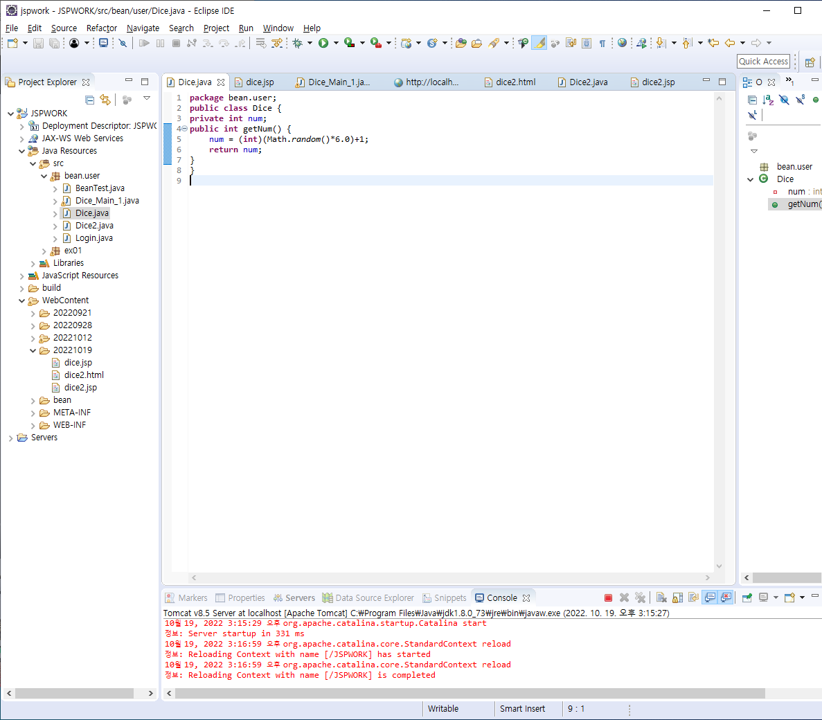 jspwork - JSPWORK/src/bean/user/Dice.java - Eclipse IDE
File Edit Source Refactor Navigate Search Project Run Window Help
Quick Access
Project Explorer
JSPWORK
Deployment Descriptor: JSPWO
JAX-WS Web Services
Java Resources
src
bean.user
BeanTest.java
Dice_Main_1.java
Dice.java
Dice2.java
Login.java
ex01
Libraries
JavaScript Resources
build
WebContent
20220921
20220928
20221012
20221019
dice.jsp
dice2.html
dice2.jsp
bean
META-INF
WEB-INF
Servers
Dice.java dice.jsp Dice_Main_1.ja... http://localh... dice2.html Dice2.java dice2.jsp
1 package bean.user;
2 public class Dice {
3 private int num;
4 public int getNum() {
5 num = (int)(Math.random()*6.0)+1;
6 return num;
7 }
8 }
9
O
bean.user
Dice
num : int
getNum()
Markers Properties Servers Data Source Explorer Snippets Console
Tomcat v8.5 Server at localhost [Apache Tomcat] C:₩Program Files₩Java₩jdk1.8.0_73₩jre₩bin₩javaw.exe (2022. 10. 19. 오후 3:15:27)
10월 19, 2022 3:15:29 오후 org.apache.catalina.startup.Catalina start
정보: Server startup in 331 ms
10월 19, 2022 3:16:59 오후 org.apache.catalina.core.StandardContext reload
정보: Reloading Context with name [/JSPWORK] has started
10월 19, 2022 3:16:59 오후 org.apache.catalina.core.StandardContext reload
정보: Reloading Context with name [/JSPWORK] is completed
Writable Smart Insert 9 : 1